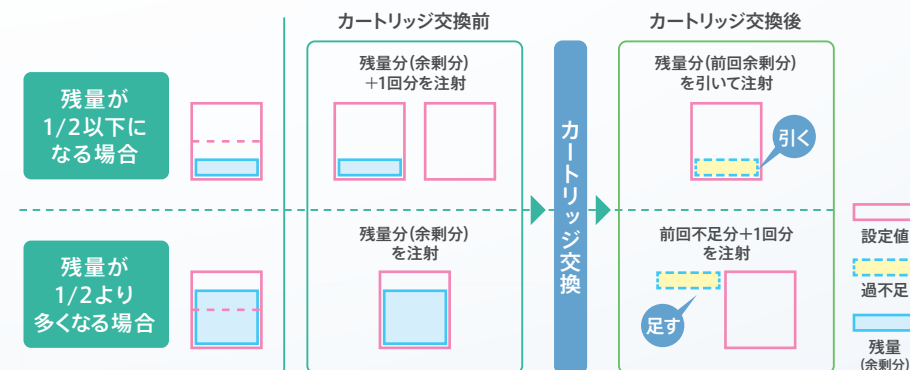 カートリッジ交換前
カートリッジ交換後
残量が
1/2以下に
なる場合
残量分(余剰分)
+1回分を注射
カートリッジ交換
残量分(前回余剰分)
を引いて注射
引く
残量が
1/2より
多くなる場合
残量分(余剰分)
を注射
前回不足分+1回分
を注射
足す
設定値
過不足
残量
(余剰分)